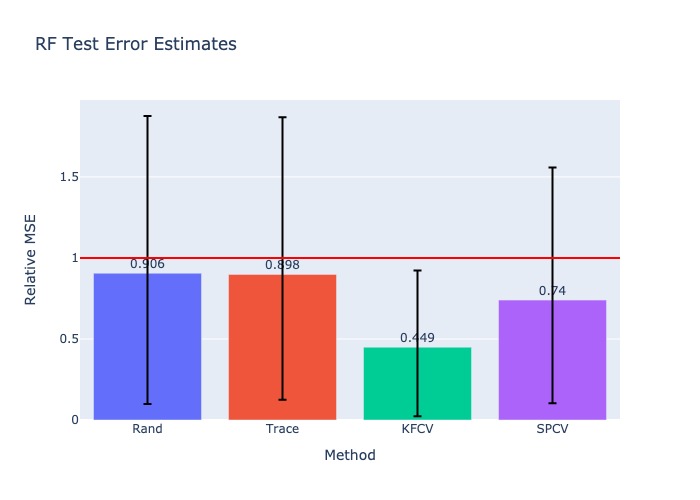 RF Test Error Estimates
Relative MSE
1.5
1
0.5
0
0.906
0.898
0.449
0.74
Rand
Trace
KFCV
SPCV
Method